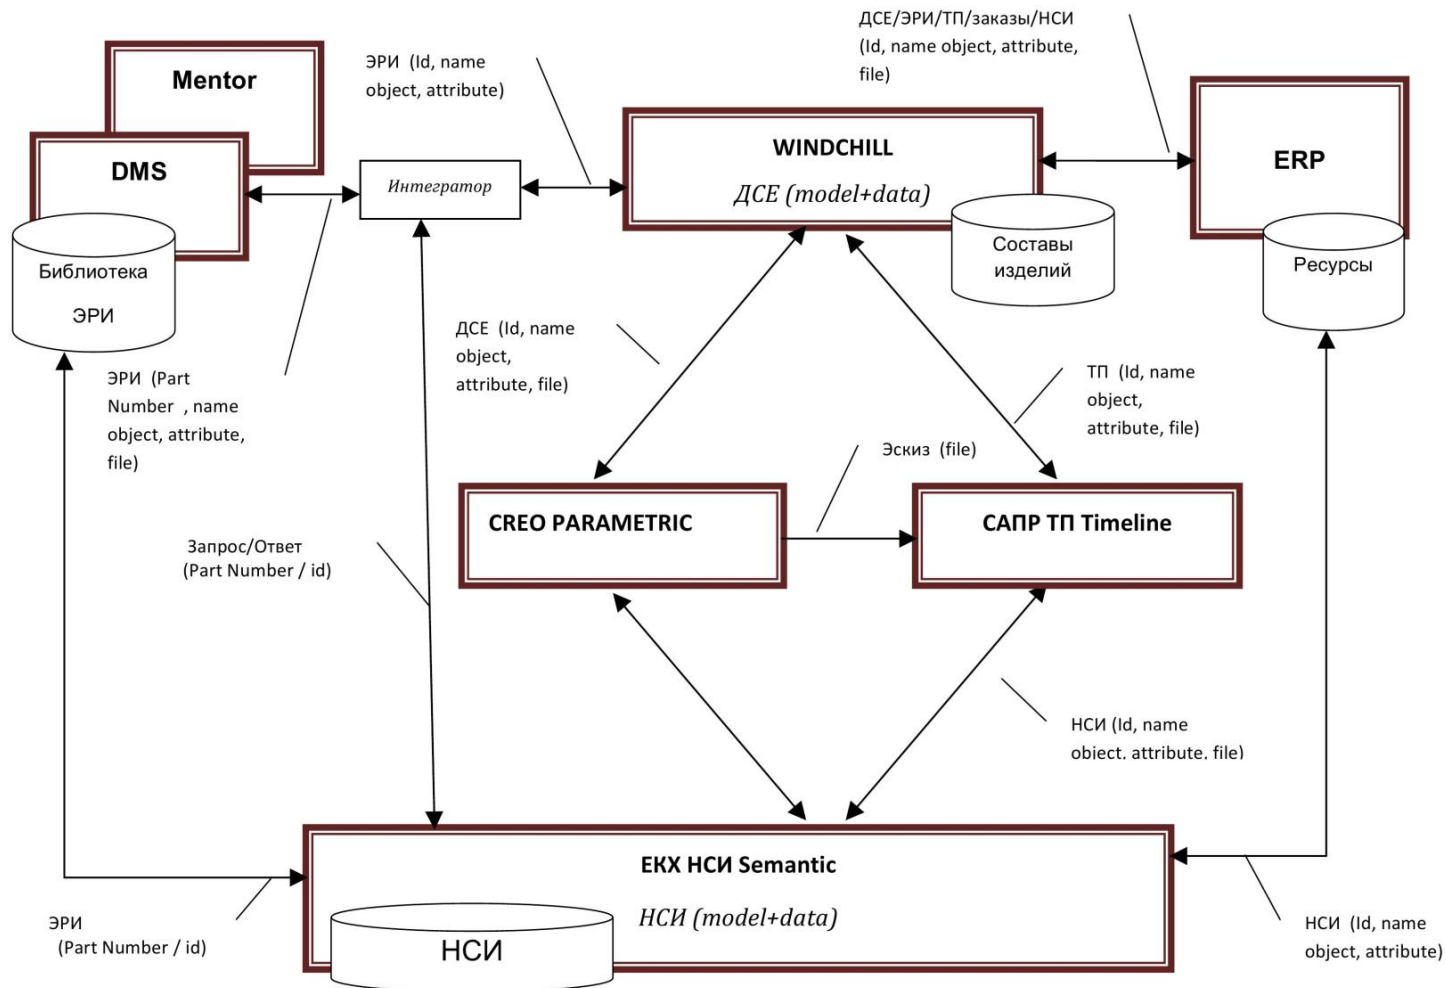 ДСЕ/ЭРИ/ТП/заказы/НСИ
(Id, name object, attribute,
file)
ЭРИ (Id, name
object, attribute)
Mentor
DMS
Библиотека
ЭРИ
Интегратор
WINDCHILL
ДСЕ (model+data)
Составы
изделий
ERP
Ресурсы
ЭРИ (Part
Number , name
object, attribute,
file)
ДСЕ (Id, name
object,
attribute, file)
ТП (Id, name
object,
attribute, file)
Эскиз (file)
CREO PARAMETRIC
САПР ТП Timeline
Запрос/Ответ
(Part Number / id)
НСИ (Id, name
object, attribute, file)
ЕКХ НСИ Semantic
НСИ (model+data)
НСИ
ЭРИ
(Part Number / id)
НСИ (Id, name
object, attribute)